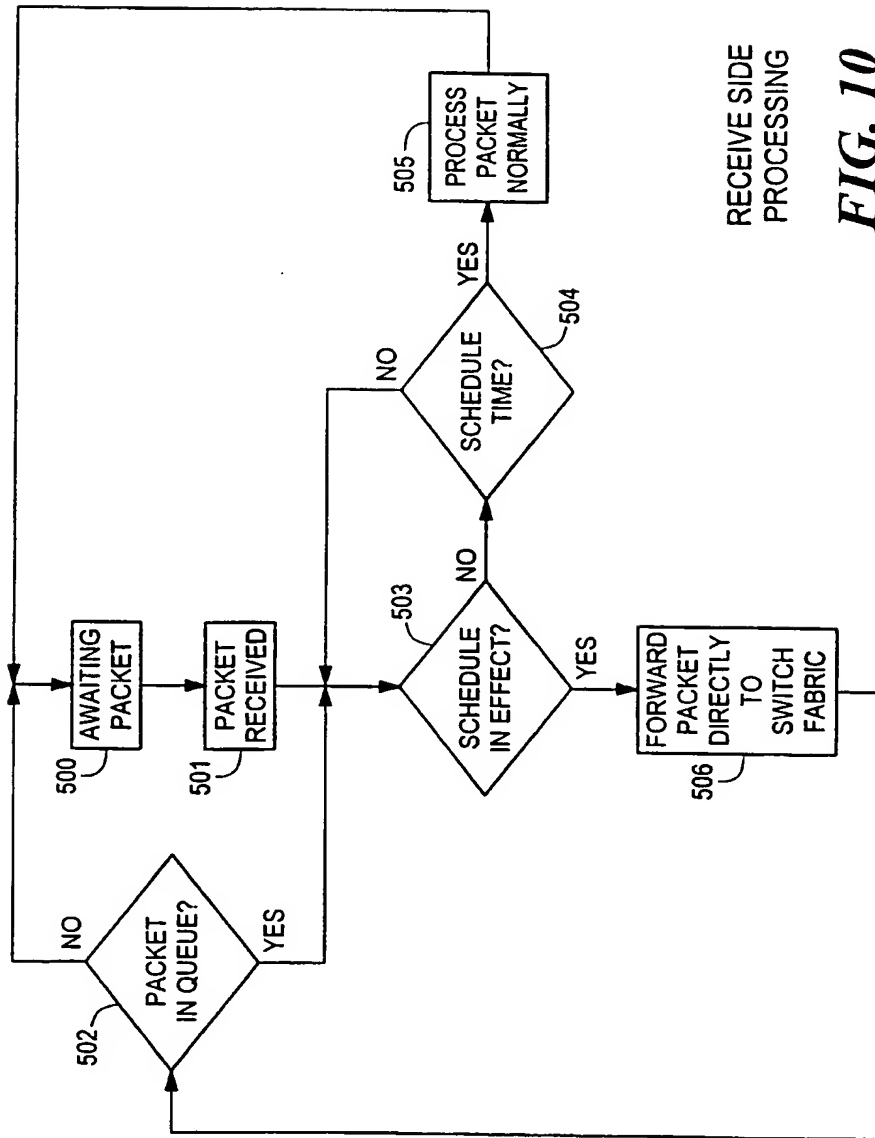 502
PACKET
IN QUEUE?
NO
YES
500
AWAITING
PACKET
501
PACKET
RECEIVED
503
SCHEDULE
IN EFFECT?
NO
YES
504
SCHEDULE
TIME?
NO
YES
505
PROCESS
PACKET
NORMALLY
506
FORWARD
PACKET
DIRECTLY
TO
SWITCH
FABRIC
RECEIVE SIDE
PROCESSING
FIG. 10